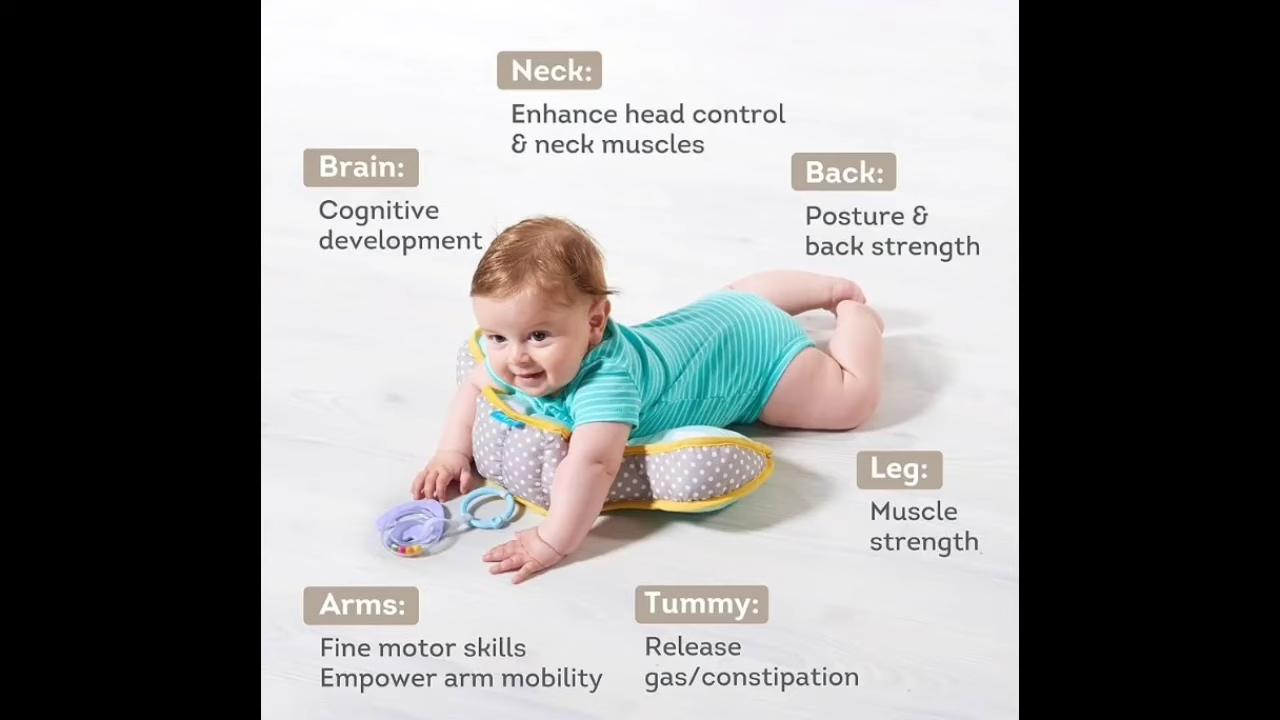 Neck:
Enhance head control
& neck muscles
Brain:
Cognitive
development
Back:
Posture &
back strength
Leg:
Muscle
strength
Arms:
Fine motor skills
Empower arm mobility
Tummy:
Release
gas/constipation